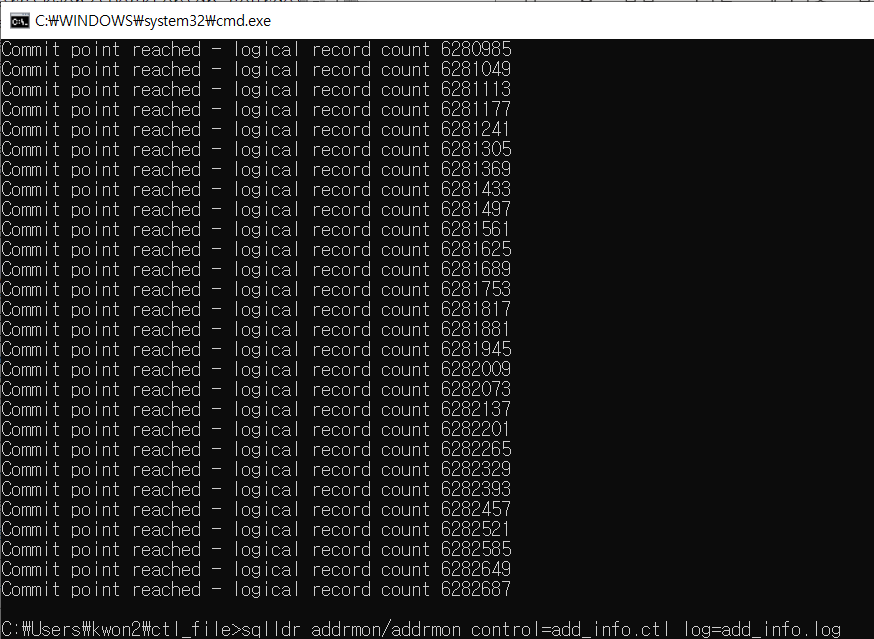 C:₩WINDOWS₩system32₩cmd.exe
Commit point reached - logical record count 6280985
Commit point reached - logical record count 6281049
Commit point reached - logical record count 6281113
Commit point reached - logical record count 6281177
Commit point reached - logical record count 6281241
Commit point reached - logical record count 6281305
Commit point reached - logical record count 6281369
Commit point reached - logical record count 6281433
Commit point reached - logical record count 6281497
Commit point reached - logical record count 6281561
Commit point reached - logical record count 6281625
Commit point reached - logical record count 6281689
Commit point reached - logical record count 6281753
Commit point reached - logical record count 6281817
Commit point reached - logical record count 6281881
Commit point reached - logical record count 6281945
Commit point reached - logical record count 6282009
Commit point reached - logical record count 6282073
Commit point reached - logical record count 6282137
Commit point reached - logical record count 6282201
Commit point reached - logical record count 6282265
Commit point reached - logical record count 6282329
Commit point reached - logical record count 6282393
Commit point reached - logical record count 6282457
Commit point reached - logical record count 6282521
Commit point reached - logical record count 6282585
Commit point reached - logical record count 6282649
Commit point reached - logical record count 6282687
C:₩Users₩kwon2₩ctl_file>sqlldr addrmon/addrmon control=add_info.ctl log=add_info.log